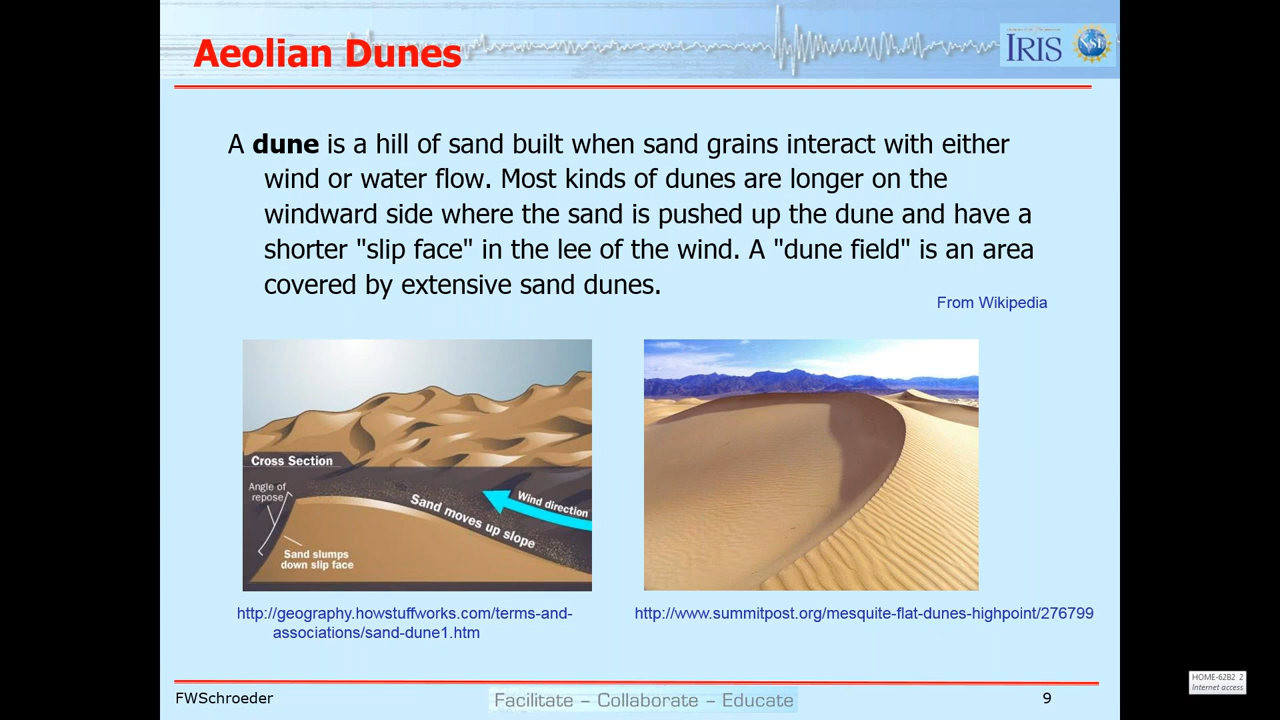 Aeolian Dunes
IRIS
NSF
A dune is a hill of sand built when sand grains interact with either
wind or water flow. Most kinds of dunes are longer on the
windward side where the sand is pushed up the dune and have a
shorter "slip face" in the lee of the wind. A "dune field" is an area
covered by extensive sand dunes.
From Wikipedia
Cross Section
Angle of
repose
Sand moves up slope
Wind direction
Sand slumps
down slip face
http://geography.howstuffworks.com/terms-and-
associations/sand-dune1.htm
http://www.summitpost.org/mesquite-flat-dunes-highpoint/276799
FWSchroeder
Facilitate – Collaborate – Educate
9
HOME-62B2 2
Internet access